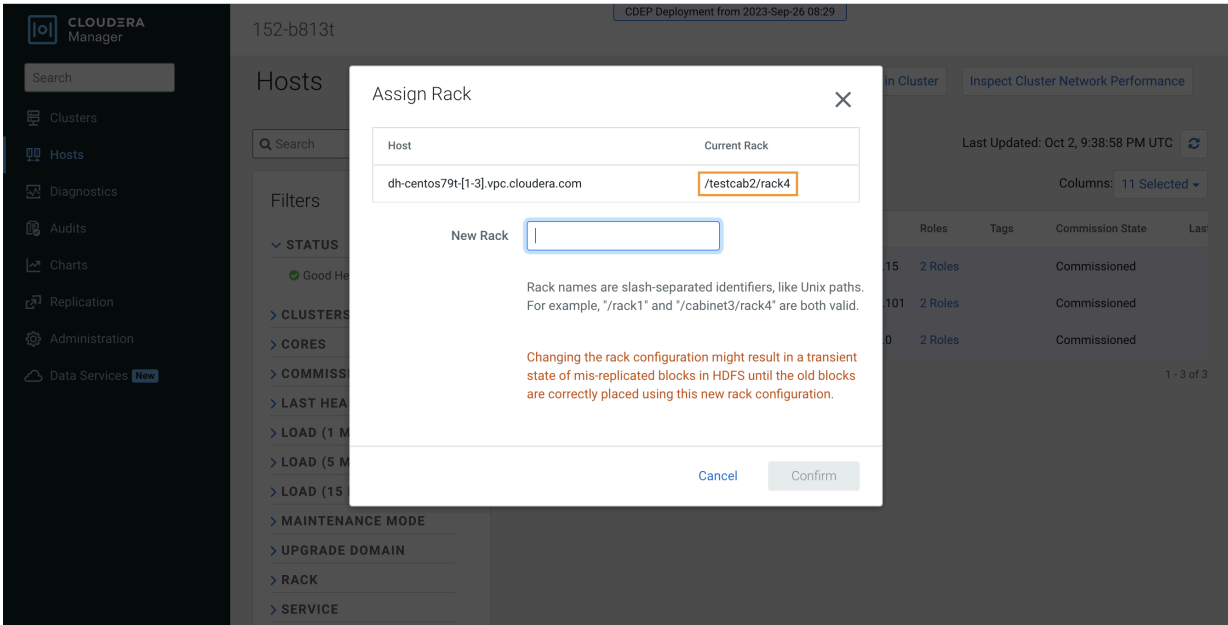 CLOUDERA
Manager
Search
Clusters
Hosts
Diagnostics
Audits
Charts
Replication
Administration
Data Services New
CDEP Deployment from 2023-Sep-26 08:29
152-b813t
Hosts
in Cluster
Inspect Cluster Network Performance
Search
Last Updated: Oct 2, 9:38:58 PM UTC
Columns: 11 Selected
Filters
STATUS
Good He
CLUSTERS
CORES
COMMISS
LAST HEA
LOAD (1 M
LOAD (5 M
LOAD (15
MAINTENANCE MODE
UPGRADE DOMAIN
RACK
SERVICE
Assign Rack
Host Current Rack
dh-centos79t-[1-3].vpc.cloudera.com /testcab2/rack4
New Rack
Rack names are slash-separated identifiers, like Unix paths.
For example, "/rack1" and "/cabinet3/rack4" are both valid.
Changing the rack configuration might result in a transient
state of mis-replicated blocks in HDFS until the old blocks
are correctly placed using this new rack configuration.
Cancel Confirm
Roles Tags Commission State Las
.15 2 Roles Commissioned
.101 2 Roles Commissioned
.0 2 Roles Commissioned
1 - 3 of 3